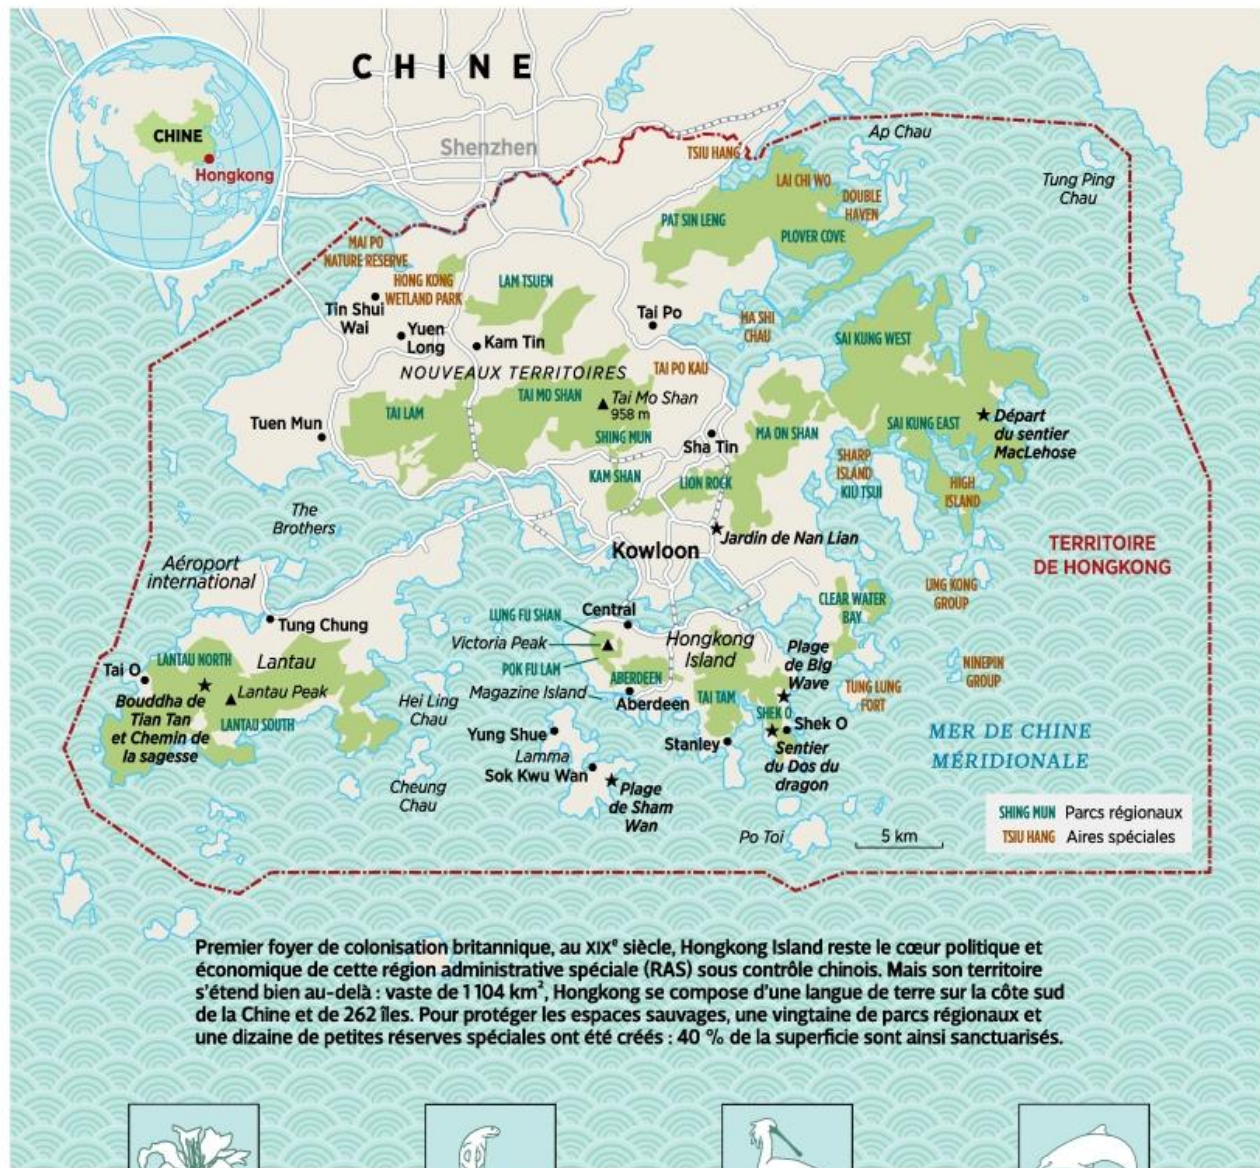 CHINE
CHINE
Hongkong
Shenzhen
TSIU HANG
Ap Chau
Tung Ping
Chau
LAI CHI WO
DOUBLE
HAVEN
PAT SIN LENG
PLOVER COVE
MAI PO
NATURE RESERVE
HONG KONG
WETLAND PARK
LAM TSUEN
Tin Shui
Wai
Yuen
Long
Kam Tin
Tai Po
MA SHI
CHAU
SAI KUNG WEST
NOUVEAUX TERRITOIRES
TAI PO KAU
TAI MO SHAN
Tai Mo Shan
958 m
TAI LAM
Tuen Mun
SHING MUN
Sha Tin
MA ON SHAN
SAI KUNG EAST
Départ
du sentier
MacLehose
SHARP
ISLAND
KIU TSUI
HIGH
ISLAND
KAM SHAN
LION ROCK
The
Brothers
Jardin de Nan Lian
Kowloon
TERRITOIRE
DE HONGKONG
Aéroport
international
UNG KONG
GROUP
CLEAR WATER
BAY
LUNG FU SHAN
Central
Tung Chung
Victoria Peak
Hongkong
Island
Plage
de Big
Wave
LANTAU NORTH
Lantau
Tai O
POK FU LAM
ABERDEEN
NINEPIN
GROUP
Bouddha de
Tian Tan
et Chemin de
la sagesse
Lantau Peak
LANTAU SOUTH
Hei Ling
Chau
Magazine Island
Aberdeen
TAI TAM
TUNG LUNG
FORT
SHEK O
Shek O
Yung Shue
Lamma
Stanley
Sentier
du Dos du
dragon
MER DE CHINE
MÉRIDIONALE
Sok Kwu Wan
Cheung
Chau
Plage
de Sham
Wan
Po Toi
5 km
SHING MUN Parcs régionaux
TSIU HANG Aires spéciales
Premier foyer de colonisation britannique, au XIXe siècle, Hongkong Island reste le cœur politique et
économique de cette région administrative spéciale (RAS) sous contrôle chinois. Mais son territoire
s'étend bien au-delà : vaste de 1 104 km², Hongkong se compose d'une langue de terre sur la côte sud
de la Chine et de 262 îles. Pour protéger les espaces sauvages, une vingtaine de parcs régionaux et
une dizaine de petites réserves spéciales ont été créés : 40 % de la superficie sont ainsi sanctuarisés.